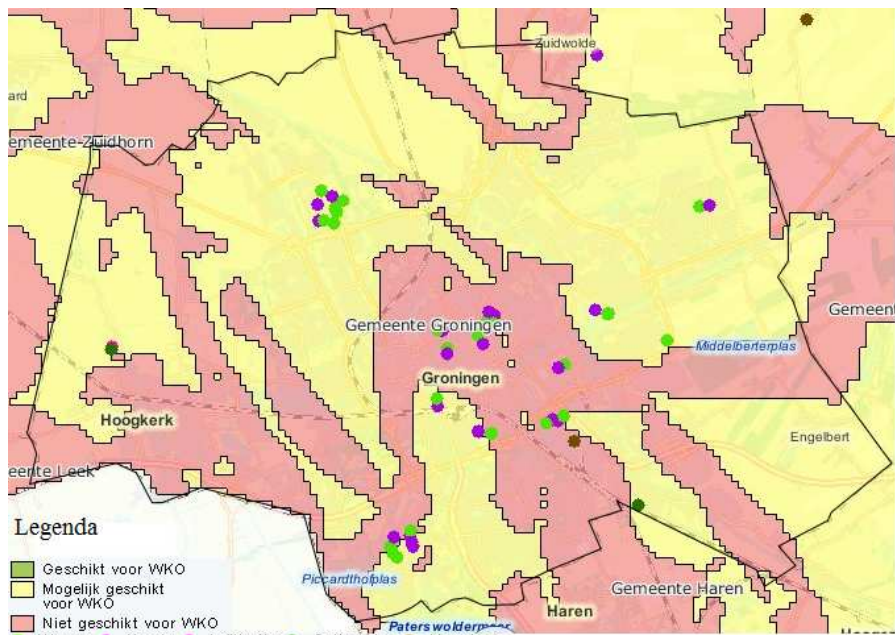 Zuidwolde
ard
emeente Zuidhorn
Gemeente Groningen
Gemeent
Middelberterplas
Groningen
Hoogkerk
Engelbert
eente Leek
Legenda
Geschikt voor WKO
Mogelijk geschikt
voor WKO
Niet geschikt voor WKO
Piccardthofplas
Gemeente Haren
Haren
Paterswoldermeer